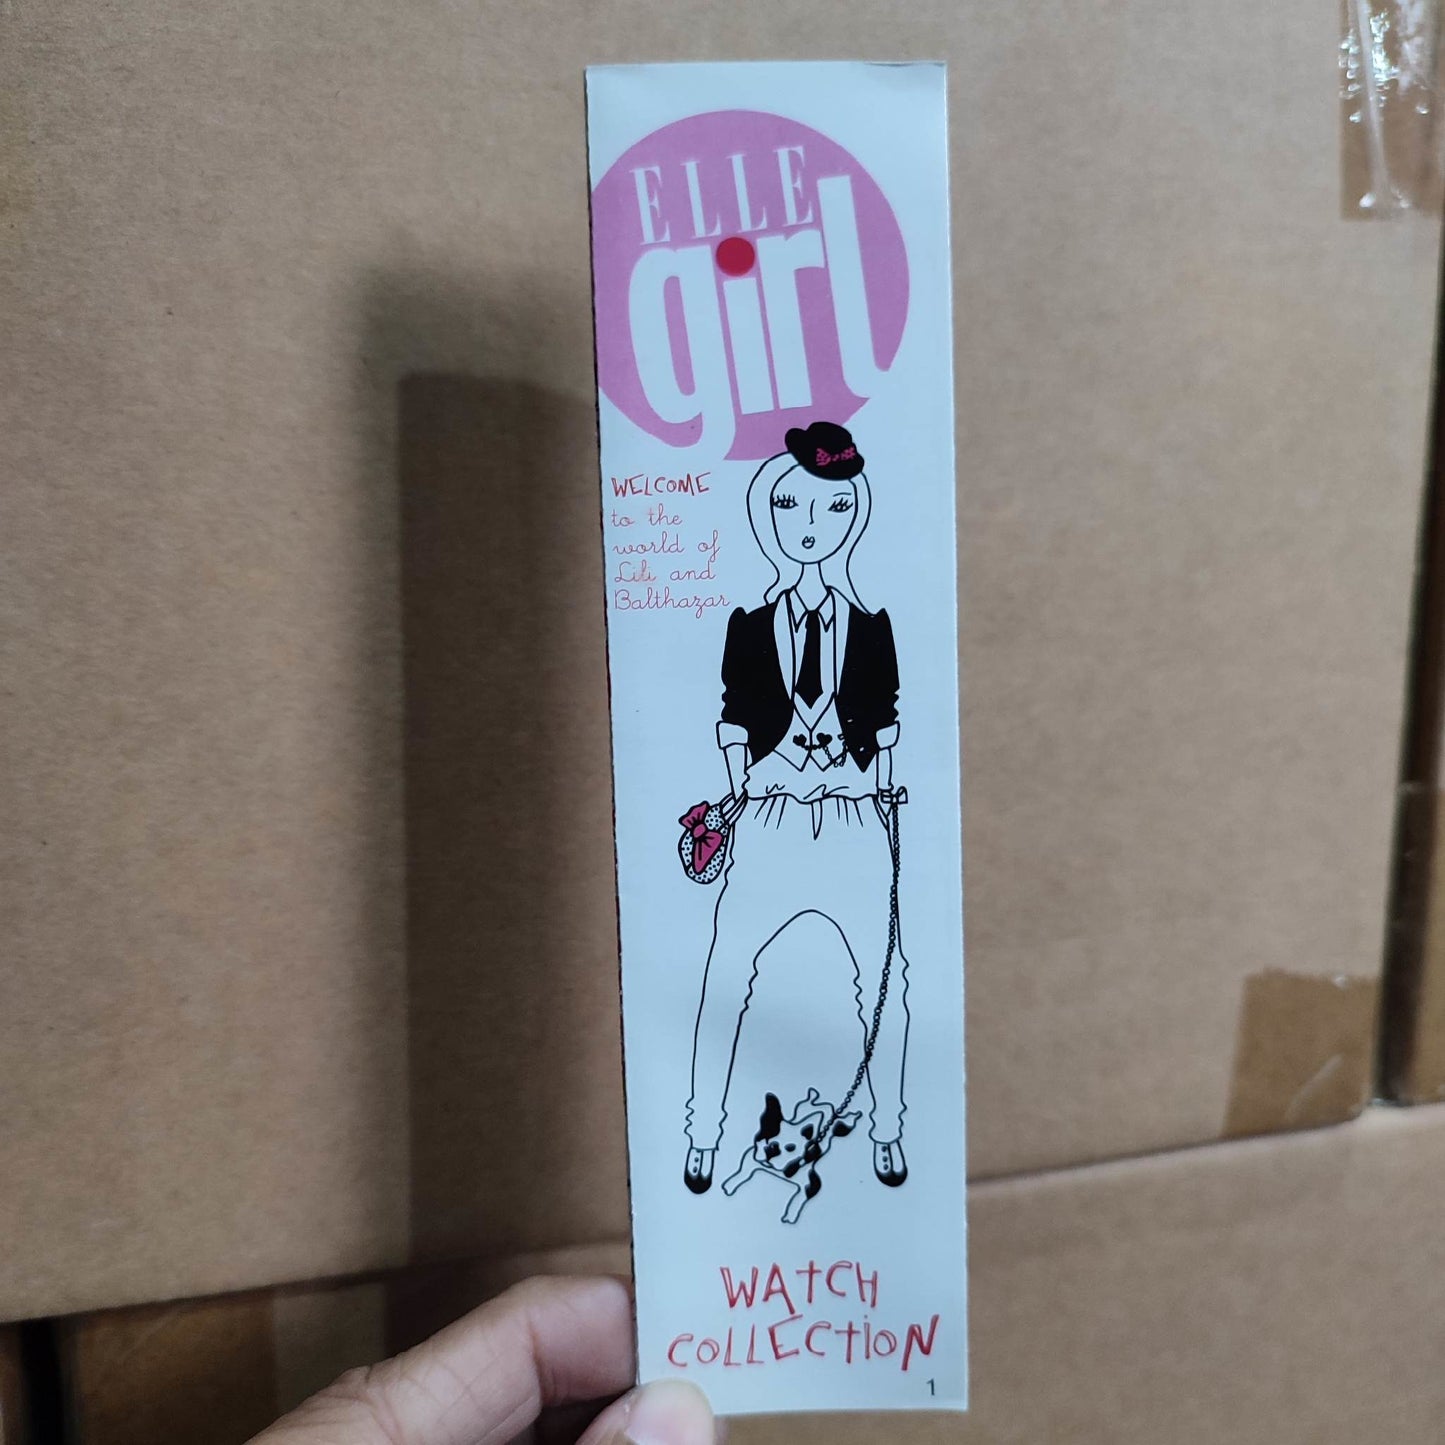 ELLE
girl
WELCOME
to the
world of
Lili and
Balthazar
WATCH
COLLECTION
1